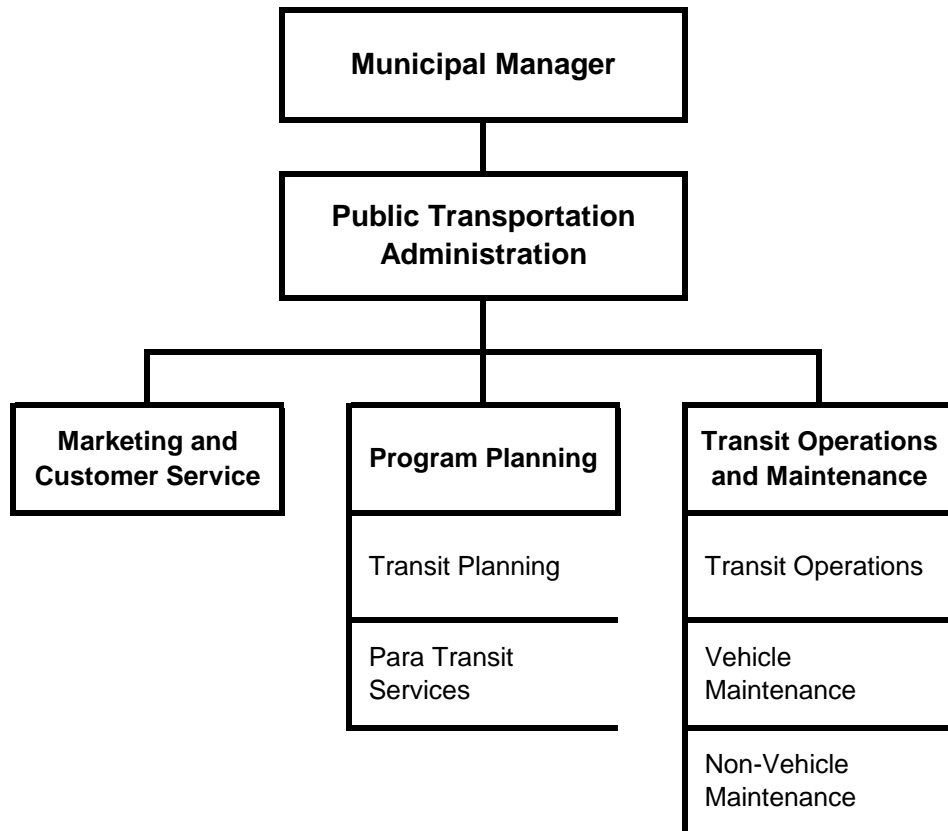 Municipal Manager
Public Transportation
Administration
Marketing and
Customer Service
Program Planning
Transit Planning
Para Transit
Services
Transit Operations
and Maintenance
Transit Operations
Vehicle
Maintenance
Non-Vehicle
Maintenance